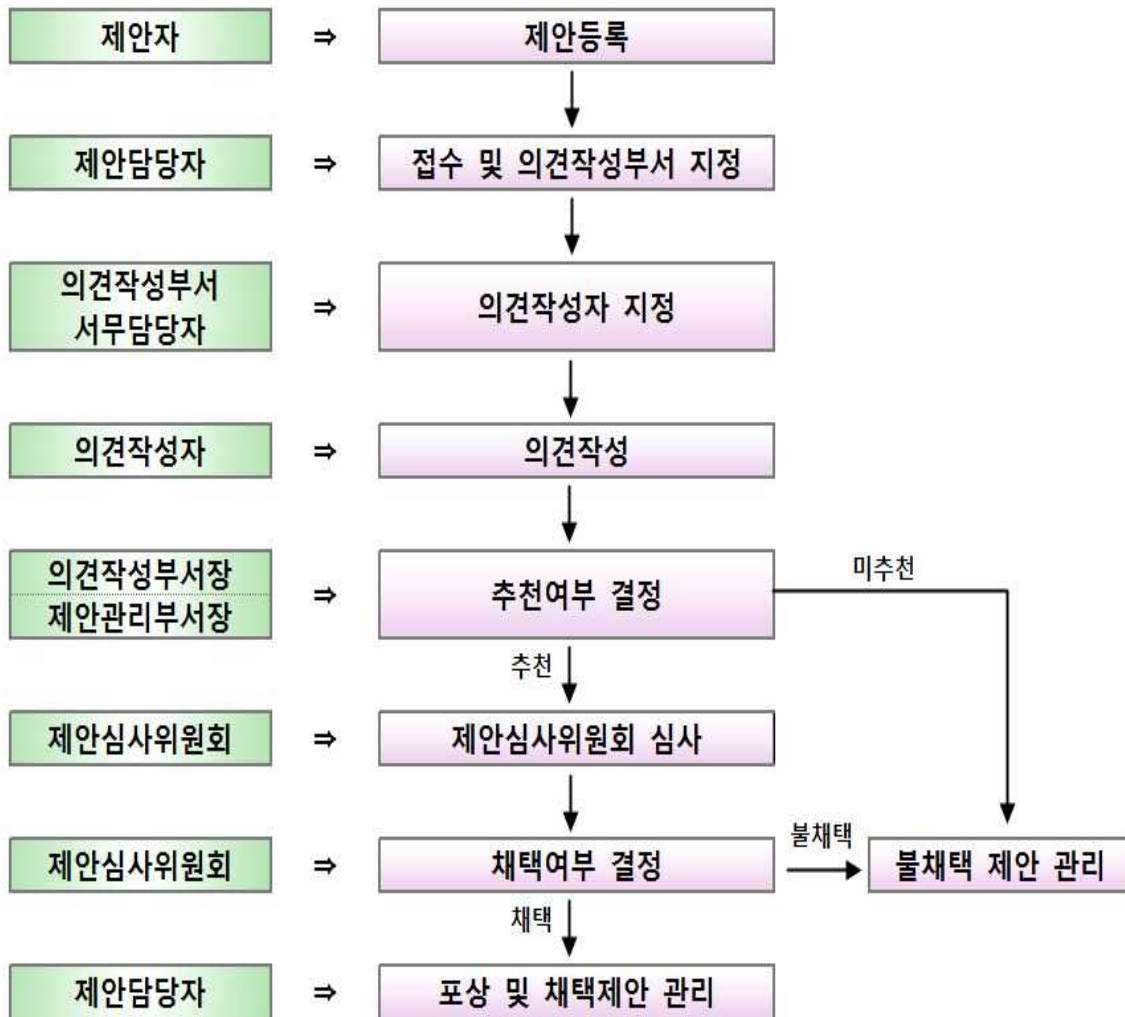 제안자 ⇒ 제안등록
제안담당자 ⇒ 접수 및 의견작성부서 지정
의견작성부서
서무담당자 ⇒ 의견작성자 지정
의견작성자 ⇒ 의견작성
의견작성부서장
제안관리부서장 ⇒ 추천여부 결정
미추천
추천
제안심사위원회 ⇒ 제안심사위원회 심사
제안심사위원회 ⇒ 채택여부 결정
불채택
불채택 제안 관리
채택
제안담당자 ⇒ 포상 및 채택제안 관리